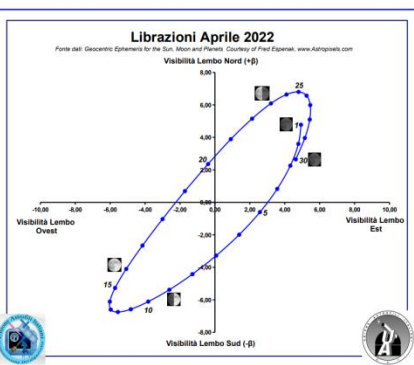 Librazioni Aprile 2022
Fonte dati: Geocentric Ephemeris for the Sun, Moon and Planets Courtesy of Fred Espenak, www.Astropixels.com
Visibilità Lembo Nord (+β)
8,00
25
6,00
1
4,00
30
20
2,00
0,00
-10,00 -8,00 -6,00 -4,00 -2,00 0,00 2,00 4,00 6,00 8,00 10,00
5
Visibilità Lembo
Ovest
Visibilità Lembo
Est
-2,00
-4,00
15
-6,00
10
-8,00
Visibilità Lembo Sud (-β)